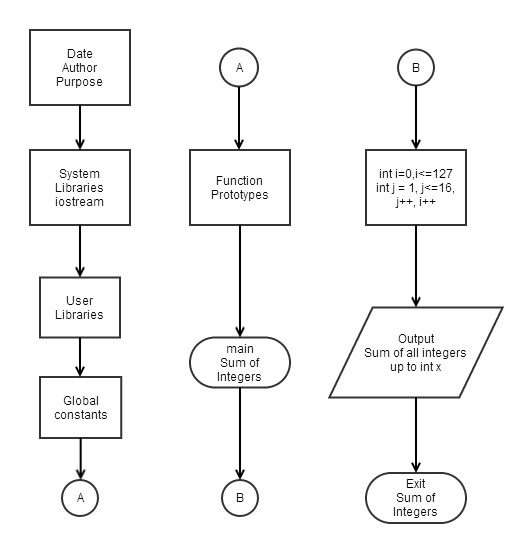 Date
Author
Purpose
System
Libraries
iostream
User
Libraries
Global
constants
A
A
Function
Prototypes
main
Sum of
Integers
B
B
int i=0,i<=127
int j = 1, j<=16,
j++, i++
Output
Sum of all integers
up to int x
Exit
Sum of
Integers